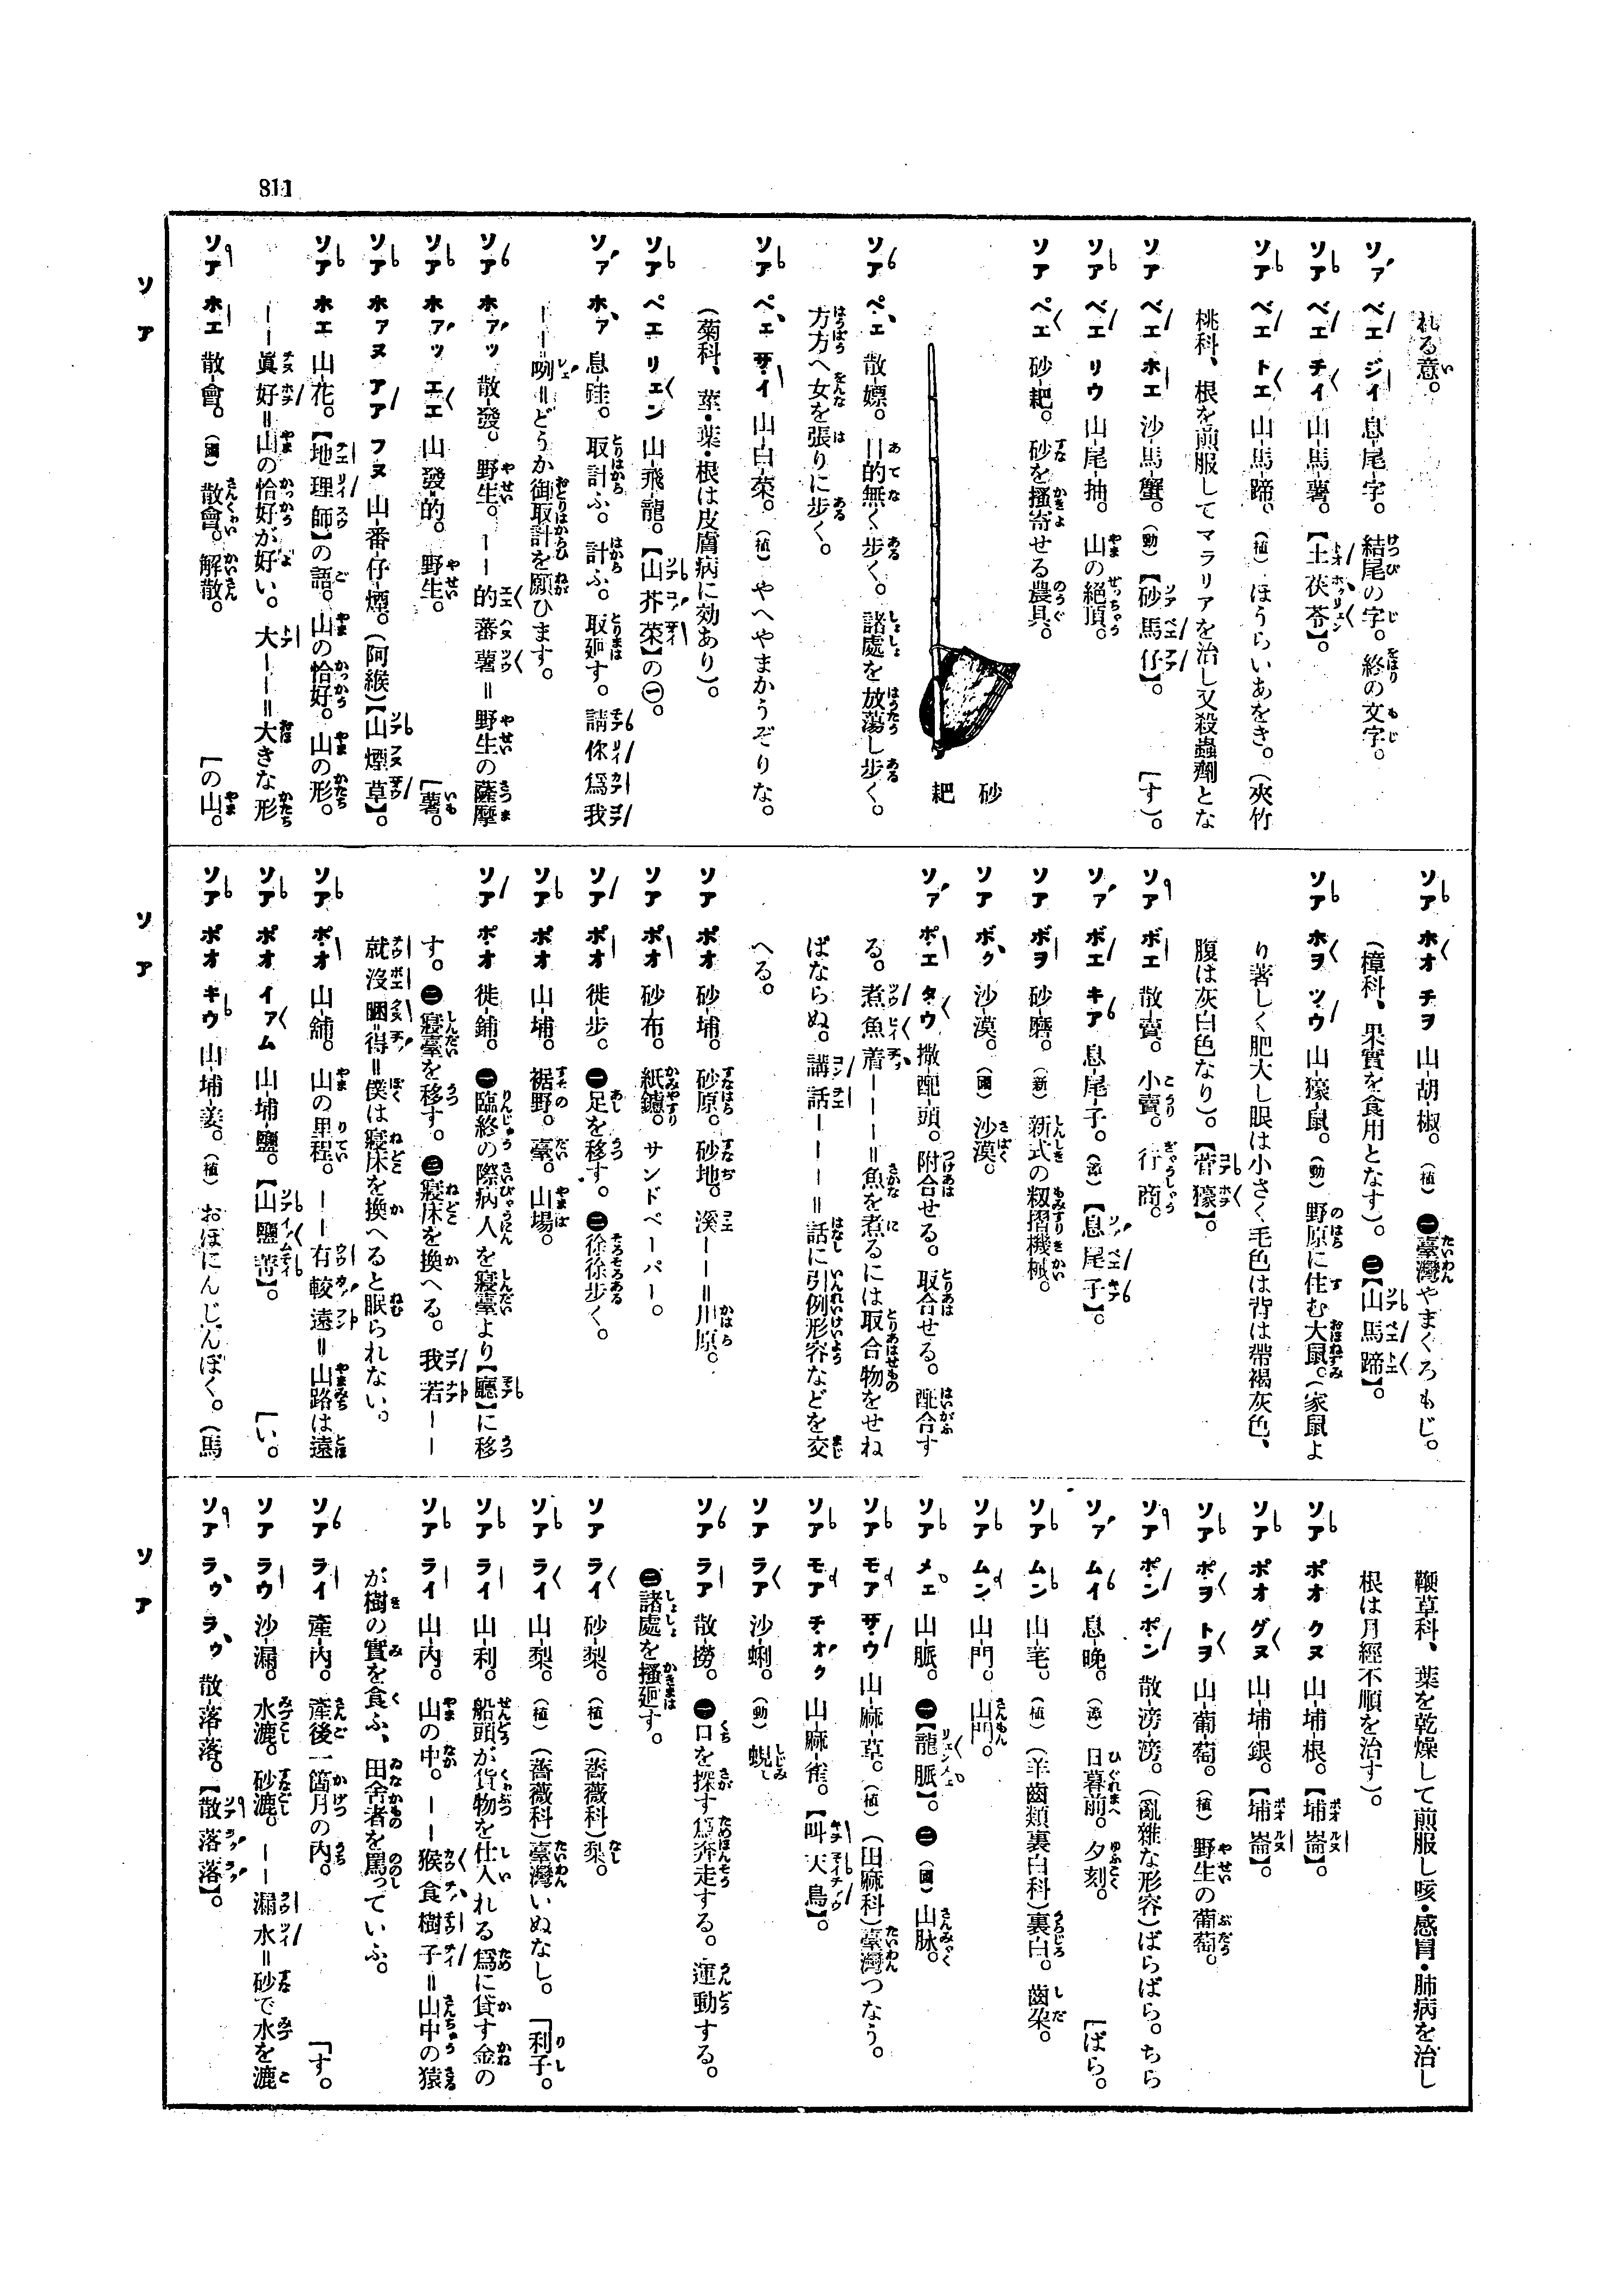 811
ソア
れる意。
ソア ベエ ジイ 息-尾-字。結尾の字。終の文字。
ソア ベエ チイ 山-馬-薯。【土茯苓】。
ソア ベエ トエ 山-馬-蹄。(植) ほうらいあをき。(夾竹
桃科、根を煎服してマラリアを治し又殺蟲劑とな
ソア ベエ ホエ 沙-馬-蟹。(動)【砂馬仔】。 [す)。
ソア ベエ リウ 山-尾-抽。山の絕頂。
ソア ペエ 砂-耙。砂を搔寄せる農具。
砂耙
ソア ペエ 散-嫖。目的無く步く。諸處を放蕩し步く。
方方へ女を張りに步く。
ソア ペエ サイ 山-白-菜。(植) やへやまかうぞりな。
(菊科、莖・葉・根は皮膚病に効あり)。
ソア ペエ リエン 山-飛-龍。【山芥菜】の㊀。
ソア ホア 息-硅。取計ふ。計ふ。取廻す。請你爲我
ーー=咧=どうか御取計を願ひます。
ソア ホアッ 散-發。野生。ーー的蕃薯=野生の薩摩
ソア ホアッ エエ 山-發-的。野生。 [薯。
ソア ホアヌ アア フヌ 山-番-仔-煙。(阿緱)【山煙草】。
ソア ホエ 山-花。【地理師】の語。山の恰好。山の形。
ーー眞好=山の恰好が好い。大ーー=大きな形
ソア ホエ 散-會。(國) 散會。解散。 [の山。
ソア
ソア ホオ チヲ 山-胡-椒。(植) ㊀臺灣やまくろもじ。
(樟科、果實を食用となす)。㊁【山馬蹄】。
ソア ホヲ ツウ 山-獴-鼠。(動) 野原に住む大鼠。(家鼠よ
り著しく肥大し眼は小さく毛色は背は帶褐灰色、
腹は灰白色なり)。【菅獴】。
ソア ボエ 散-賣。小賣。行商。
ソア ボエ キア 息-尾-子。(漳)【息尾子】。
ソア ボヲ 砂-磨。(新) 新式の籾摺機械。
ソア ボク 沙-漠。(國) 沙漠。
ソア ポエ タウ 撒-配-頭。附合せる。取合せる。配合す
る。煮魚着ーーー=魚を煮るには取合物をせね
ばならぬ。講話ーーー=話に引例形容などを交
へる。
ソア ポオ 砂-埔。砂原。砂地。溪ーー=川原。
ソア ポオ 砂-布。紙鑢。サンドペーパー。
ソア ポオ 徙-步。㊀足を移す。㊁徐徐步く。
ソア ポオ 山-埔。裾野。臺。山場。
ソア ポオ 徙-鋪。㊀臨終の際病人を寢臺より【廳】に移
す。㊁寢臺を移す。㊂寢床を換へる。我若ーー
就沒睏-得=僕は寢床を換へると眠られない。
ソア ポオ 山-舖。山の里程。ーー有較遠=山路は遠
ソア ポオ イアム 山-埔-鹽。【山鹽菁】。 [い。
ソア ポオ キウ 山-埔-姜。(植) おほにんじんぼく。(馬
ソア
鞭草科、葉を乾燥して煎服し咳・感冒・肺病を治し
根は月經不順を治す)。
ソア ポオ クヌ 山-埔-根。【埔崙】。
ソア ポオ グヌ 山-埔-銀。【埔崙】。
ソア ポヲ トヲ 山-葡-萄。(植) 野生の葡萄。
ソア ポン ポン 散-滂-滂。(亂雜な形容)ばらばら。ちら
ソア ムイ 息-晚。(漳) 日暮前。夕刻。 [ばら。
ソア ムン 山-芼。(植) (羊齒類裏白科)裏白。齒朶。
ソア ムン 山-門。山門。
ソア メエ 山-脈。㊀【龍脈】。㊁(國) 山脉。
ソア モア サウ 山-麻-草。(植) (田麻科)臺灣つなう。
ソア モア チオク 山-麻-雀。【叫天鳥】。
ソア ラア 沙-蜊。(動) 蜆。
ソア ラア 散-撈。㊀口を探す爲奔走する。運動する。
㊁諸處を搔廻す。
ソア ライ 砂-梨。(植) (薔薇科)梨。
ソア ライ 山-梨。(植) (薔薇科)臺灣いぬなし。 [利子。
ソア ライ 山-利。船頭が貨物を仕入れる爲に貸す金の
ソア ライ 山-內。山の中。ーー猴食樹子=山中の猿
が樹の實を食ふ、田舍者を罵っていふ。
ソア ライ 產-內。產後一箇月の內。 [す。
ソア ラウ 沙-漏。水漉。砂漉。ーー漏水=砂で水を漉
ソア ラウ ラウ 散-落-落。【散落落】。